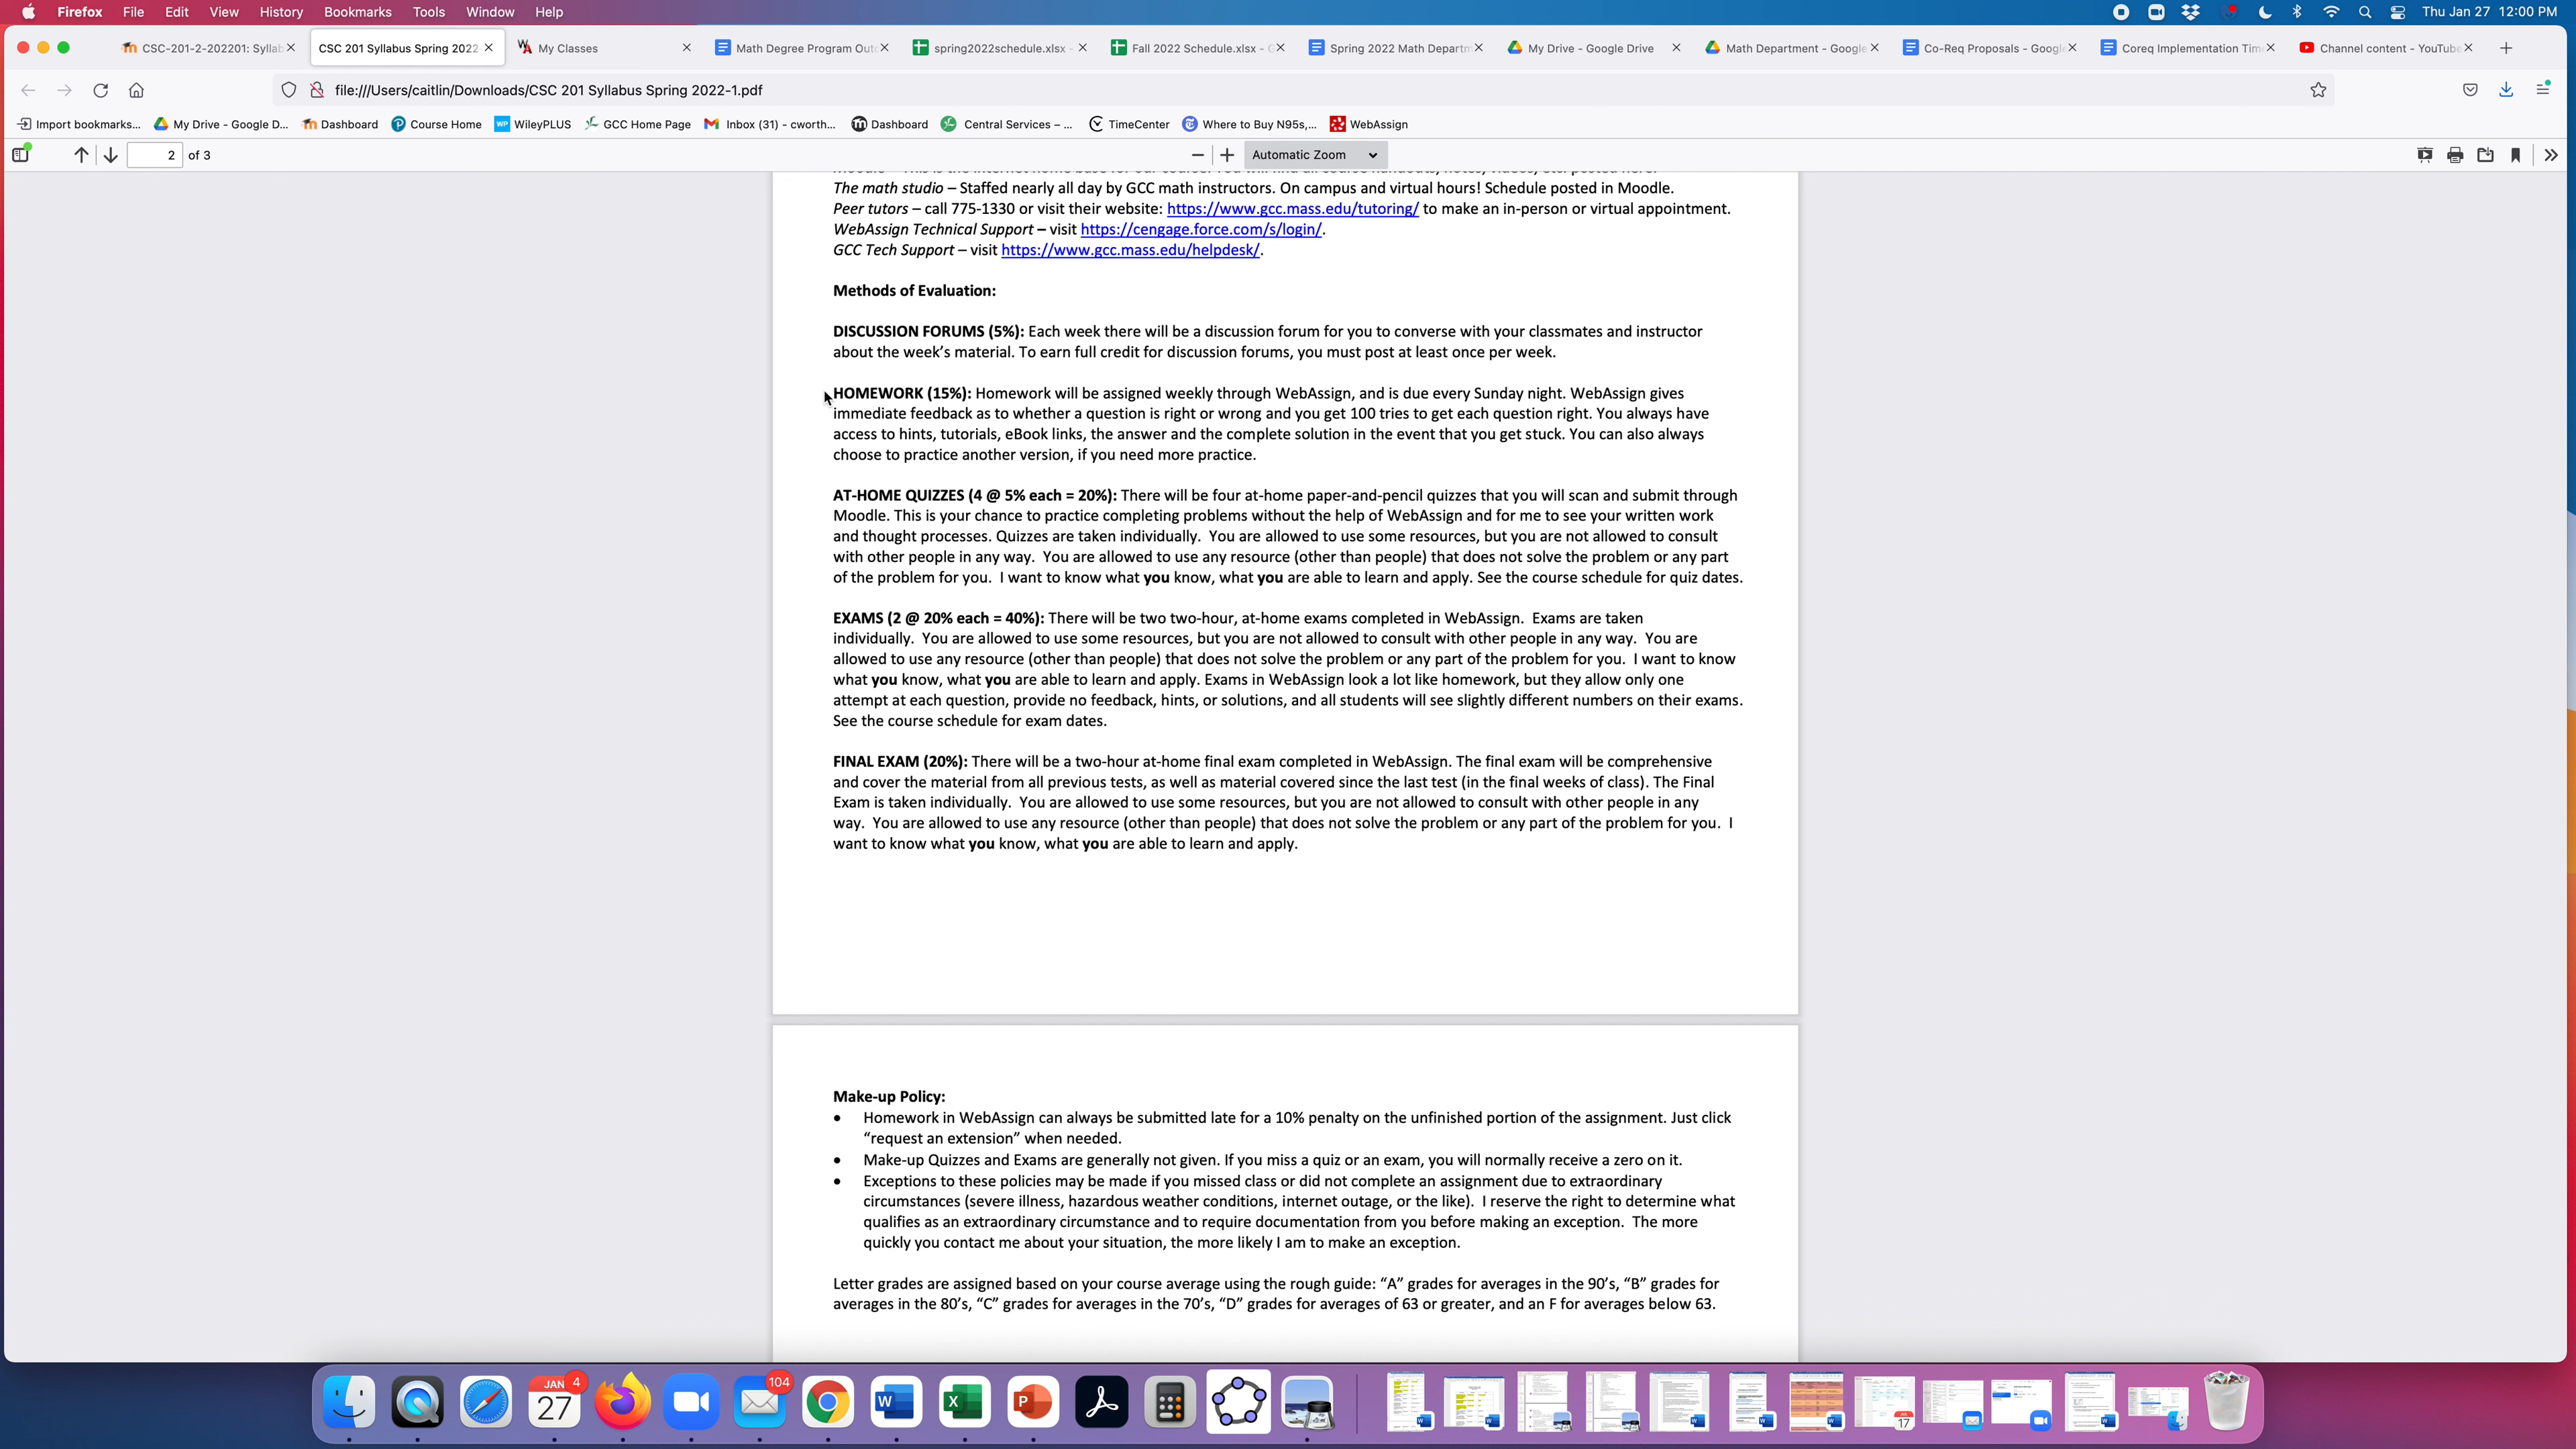 Firefox File Edit View History Bookmarks Tools Window Help Thu Jan 27 12:00 PM
CSC-201-2-202201: Syllab CSC 201 Syllabus Spring 2022 My Classes Math Degree Program Out spring2022schedule.xlsx - Fall 2022 Schedule.xlsx - G Spring 2022 Math Departm My Drive - Google Drive Math Department - Google Co-Req Proposals - Googl Coreq Implementation Tim Channel content - YouTube
file:///Users/caitlin/Downloads/CSC 201 Syllabus Spring 2022-1.pdf
Import bookmarks... My Drive - Google D... Dashboard Course Home WP WileyPLUS GCC Home Page Inbox (31) - cworth... Dashboard Central Services – ... TimeCenter Where to Buy N95s,... WebAssign
2 of 3 Automatic Zoom
The math studio – Staffed nearly all day by GCC math instructors. On campus and virtual hours! Schedule posted in Moodle.
Peer tutors – call 775-1330 or visit their website: https://www.gcc.mass.edu/tutoring/ to make an in-person or virtual appointment.
WebAssign Technical Support – visit https://cengage.force.com/s/login/.
GCC Tech Support – visit https://www.gcc.mass.edu/helpdesk/.
Methods of Evaluation:
DISCUSSION FORUMS (5%): Each week there will be a discussion forum for you to converse with your classmates and instructor
about the week's material. To earn full credit for discussion forums, you must post at least once per week.
HOMEWORK (15%): Homework will be assigned weekly through WebAssign, and is due every Sunday night. WebAssign gives
immediate feedback as to whether a question is right or wrong and you get 100 tries to get each question right. You always have
access to hints, tutorials, eBook links, the answer and the complete solution in the event that you get stuck. You can also always
choose to practice another version, if you need more practice.
AT-HOME QUIZZES (4 @ 5% each = 20%): There will be four at-home paper-and-pencil quizzes that you will scan and submit through
Moodle. This is your chance to practice completing problems without the help of WebAssign and for me to see your written work
and thought processes. Quizzes are taken individually. You are allowed to use some resources, but you are not allowed to consult
with other people in any way. You are allowed to use any resource (other than people) that does not solve the problem or any part
of the problem for you. I want to know what you know, what you are able to learn and apply. See the course schedule for quiz dates.
EXAMS (2 @ 20% each = 40%): There will be two two-hour, at-home exams completed in WebAssign. Exams are taken
individually. You are allowed to use some resources, but you are not allowed to consult with other people in any way. You are
allowed to use any resource (other than people) that does not solve the problem or any part of the problem for you. I want to know
what you know, what you are able to learn and apply. Exams in WebAssign look a lot like homework, but they allow only one
attempt at each question, provide no feedback, hints, or solutions, and all students will see slightly different numbers on their exams.
See the course schedule for exam dates.
FINAL EXAM (20%): There will be a two-hour at-home final exam completed in WebAssign. The final exam will be comprehensive
and cover the material from all previous tests, as well as material covered since the last test (in the final weeks of class). The Final
Exam is taken individually. You are allowed to use some resources, but you are not allowed to consult with other people in any
way. You are allowed to use any resource (other than people) that does not solve the problem or any part of the problem for you. I
want to know what you know, what you are able to learn and apply.
Make-up Policy:
• Homework in WebAssign can always be submitted late for a 10% penalty on the unfinished portion of the assignment. Just click
“request an extension” when needed.
• Make-up Quizzes and Exams are generally not given. If you miss a quiz or an exam, you will normally receive a zero on it.
• Exceptions to these policies may be made if you missed class or did not complete an assignment due to extraordinary
circumstances (severe illness, hazardous weather conditions, internet outage, or the like). I reserve the right to determine what
qualifies as an extraordinary circumstance and to require documentation from you before making an exception. The more
quickly you contact me about your situation, the more likely I am to make an exception.
Letter grades are assigned based on your course average using the rough guide: “A” grades for averages in the 90’s, “B” grades for
averages in the 80’s, “C” grades for averages in the 70’s, “D” grades for averages of 63 or greater, and an F for averages below 63.
JAN 27 4 104 W X P 17